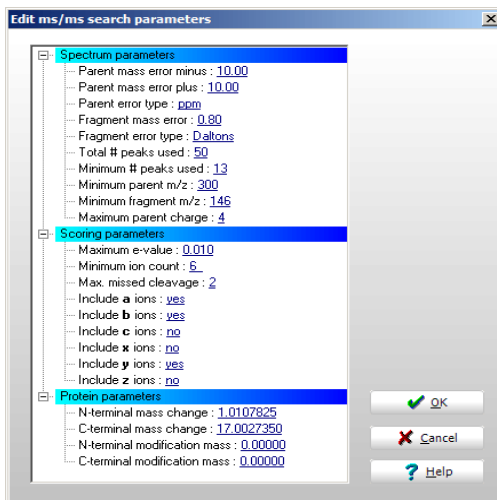 Edit ms/ms search parameters
Spectrum parameters
Parent mass error minus : 10.00
Parent mass error plus : 10.00
Parent error type : ppm
Fragment mass error : 0.80
Fragment error type : Daltons
Total # peaks used : 50
Minimum # peaks used : 13
Minimum parent m/z : 300
Minimum fragment m/z : 146
Maximum parent charge : 4
Scoring parameters
Maximum e-value : 0.010
Minimum ion count : 6
Max. missed cleavage : 2
Include a ions : yes
Include b ions : yes
Include c ions : no
Include x ions : no
Include y ions : yes
Include z ions : no
Protein parameters
N-terminal mass change : 1.0107825
C-terminal mass change : 17.0027350
N-terminal modification mass : 0.00000
C-terminal modification mass : 0.00000
OK
Cancel
Help